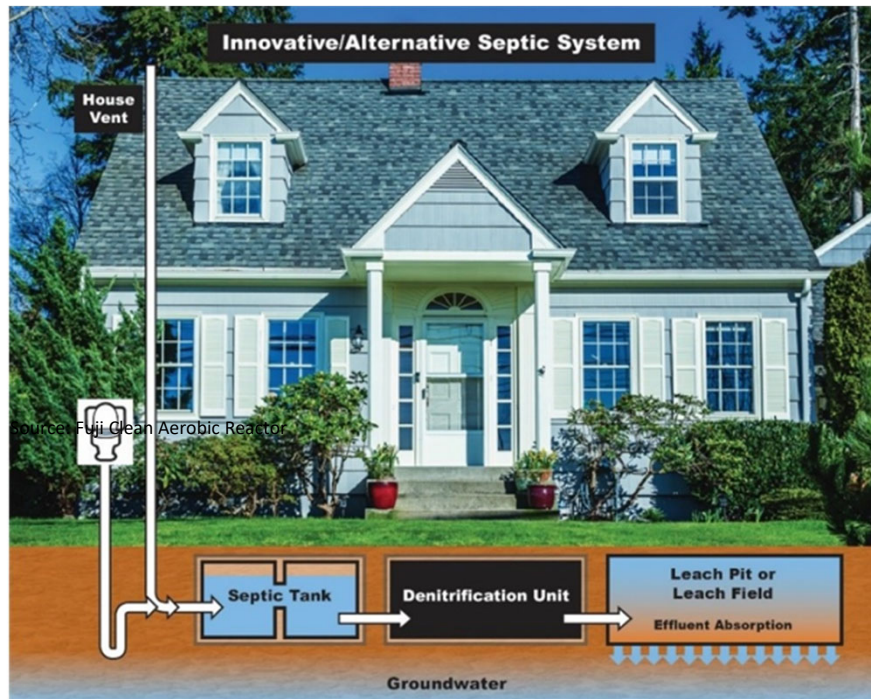 Innovative/Alternative Septic System
House
Vent
Source: Fuji Clean Aerobic Reactor
Septic Tank
Denitrification Unit
Leach Pit or
Leach Field
Effluent Absorption
Groundwater